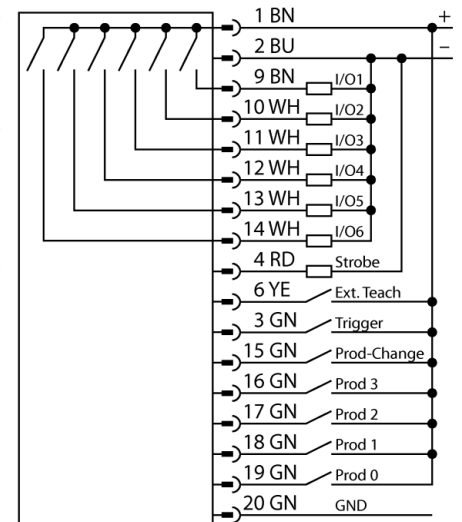 1 BN +
2 BU −
9 BN I/O1
10 WH I/O2
11 WH I/O3
12 WH I/O4
13 WH I/O5
14 WH I/O6
4 RD Strobe
6 YE Ext. Teach
3 GN Trigger
15 GN Prod-Change
16 GN Prod 3
17 GN Prod 2
18 GN Prod 1
19 GN Prod 0
20 GN GND